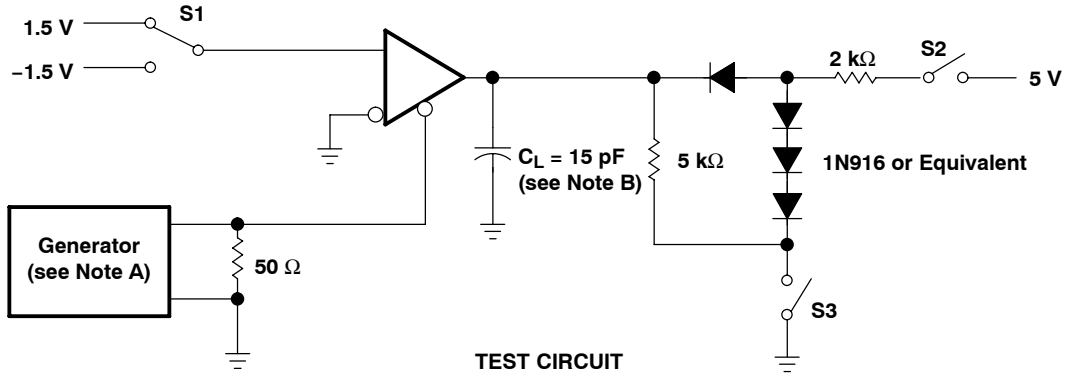 S1
1.5 V
−1.5 V
S2
2 kΩ
5 V
CL = 15 pF
(see Note B)
5 kΩ
1N916 or Equivalent
Generator
(see Note A)
50 Ω
S3
TEST CIRCUIT